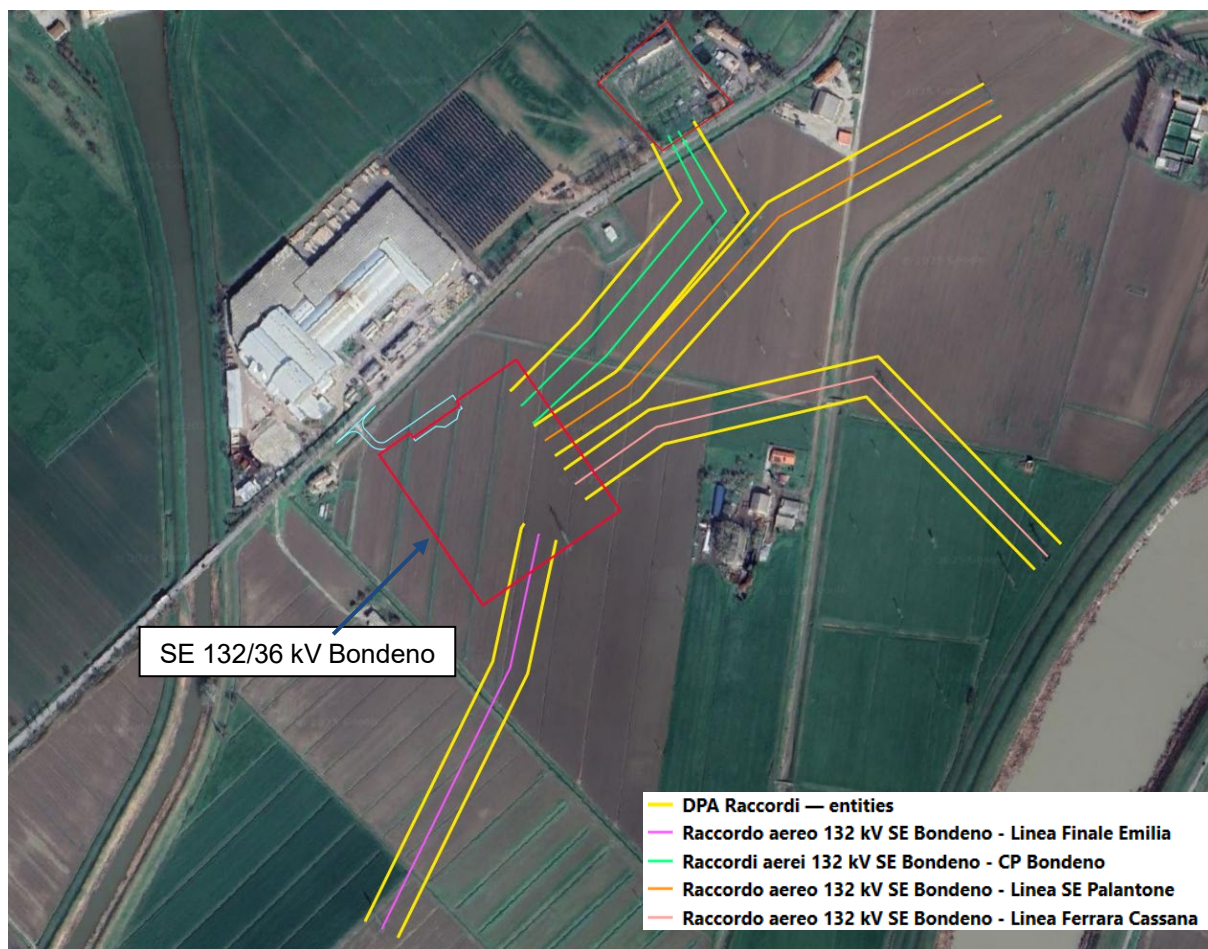 SE 132/36 kV Bondeno
DPA Raccordi — entities
Raccordo aereo 132 kV SE Bondeno - Linea Finale Emilia
Raccordi aerei 132 kV SE Bondeno - CP Bondeno
Raccordo aereo 132 kV SE Bondeno - Linea SE Palantone
Raccordo aereo 132 kV SE Bondeno - Linea Ferrara Cassana